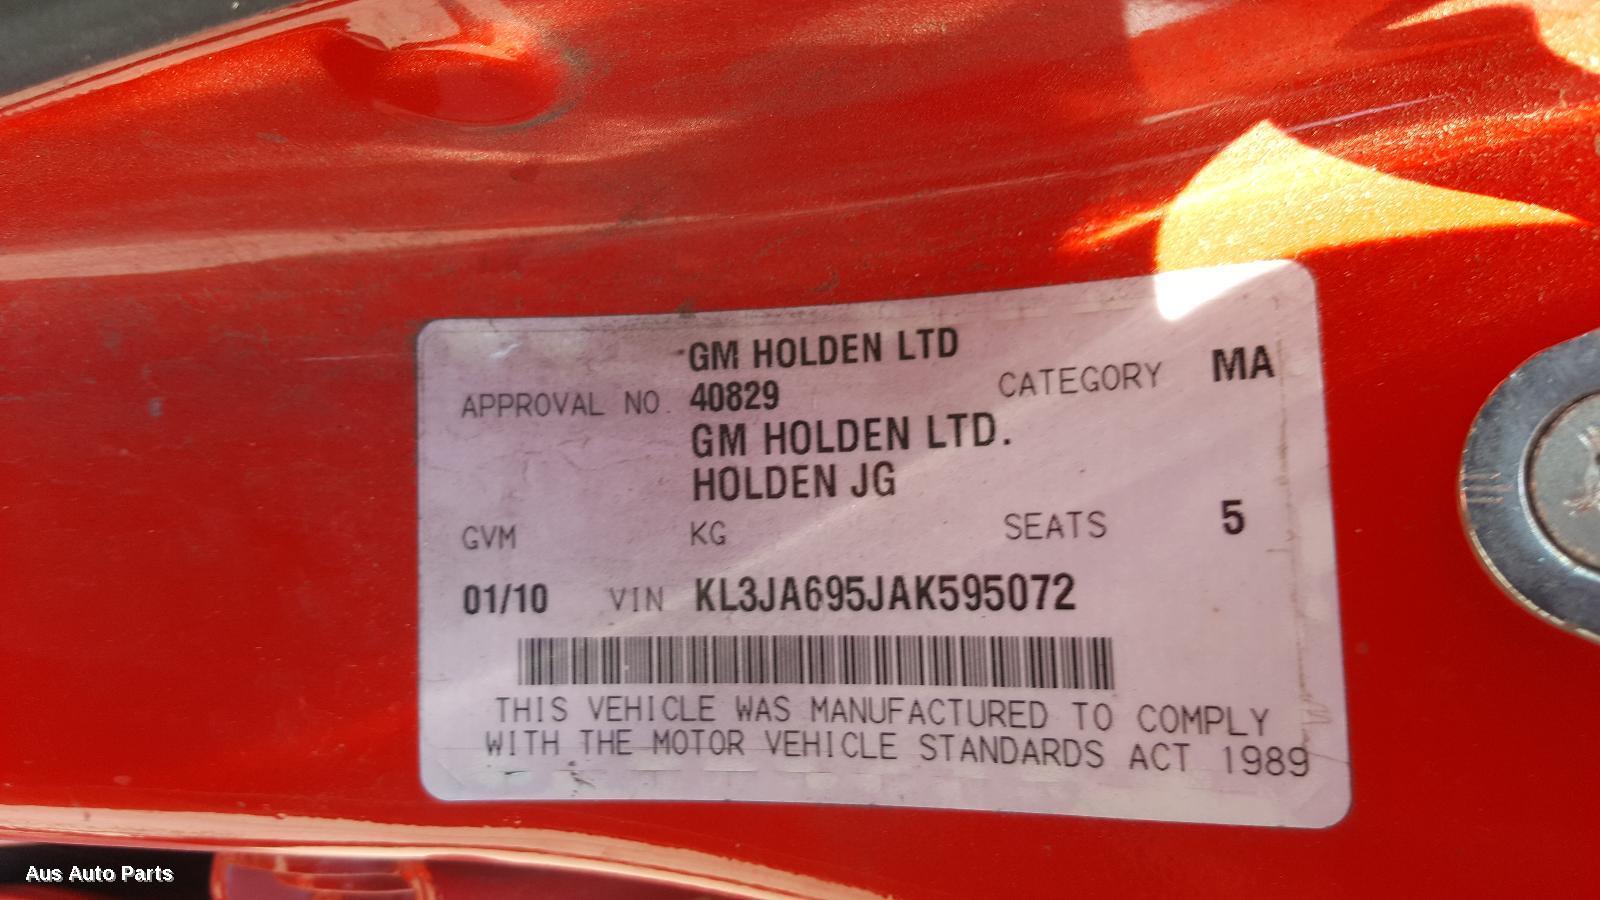 GM HOLDEN LTD
APPROVAL NO. 40829 CATEGORY MA
GM HOLDEN LTD.
HOLDEN JG
GVM KG SEATS 5
01/10 VIN KL3JA695JAK595072
THIS VEHICLE WAS MANUFACTURED TO COMPLY
WITH THE MOTOR VEHICLE STANDARDS ACT 1989
Aus Auto Parts